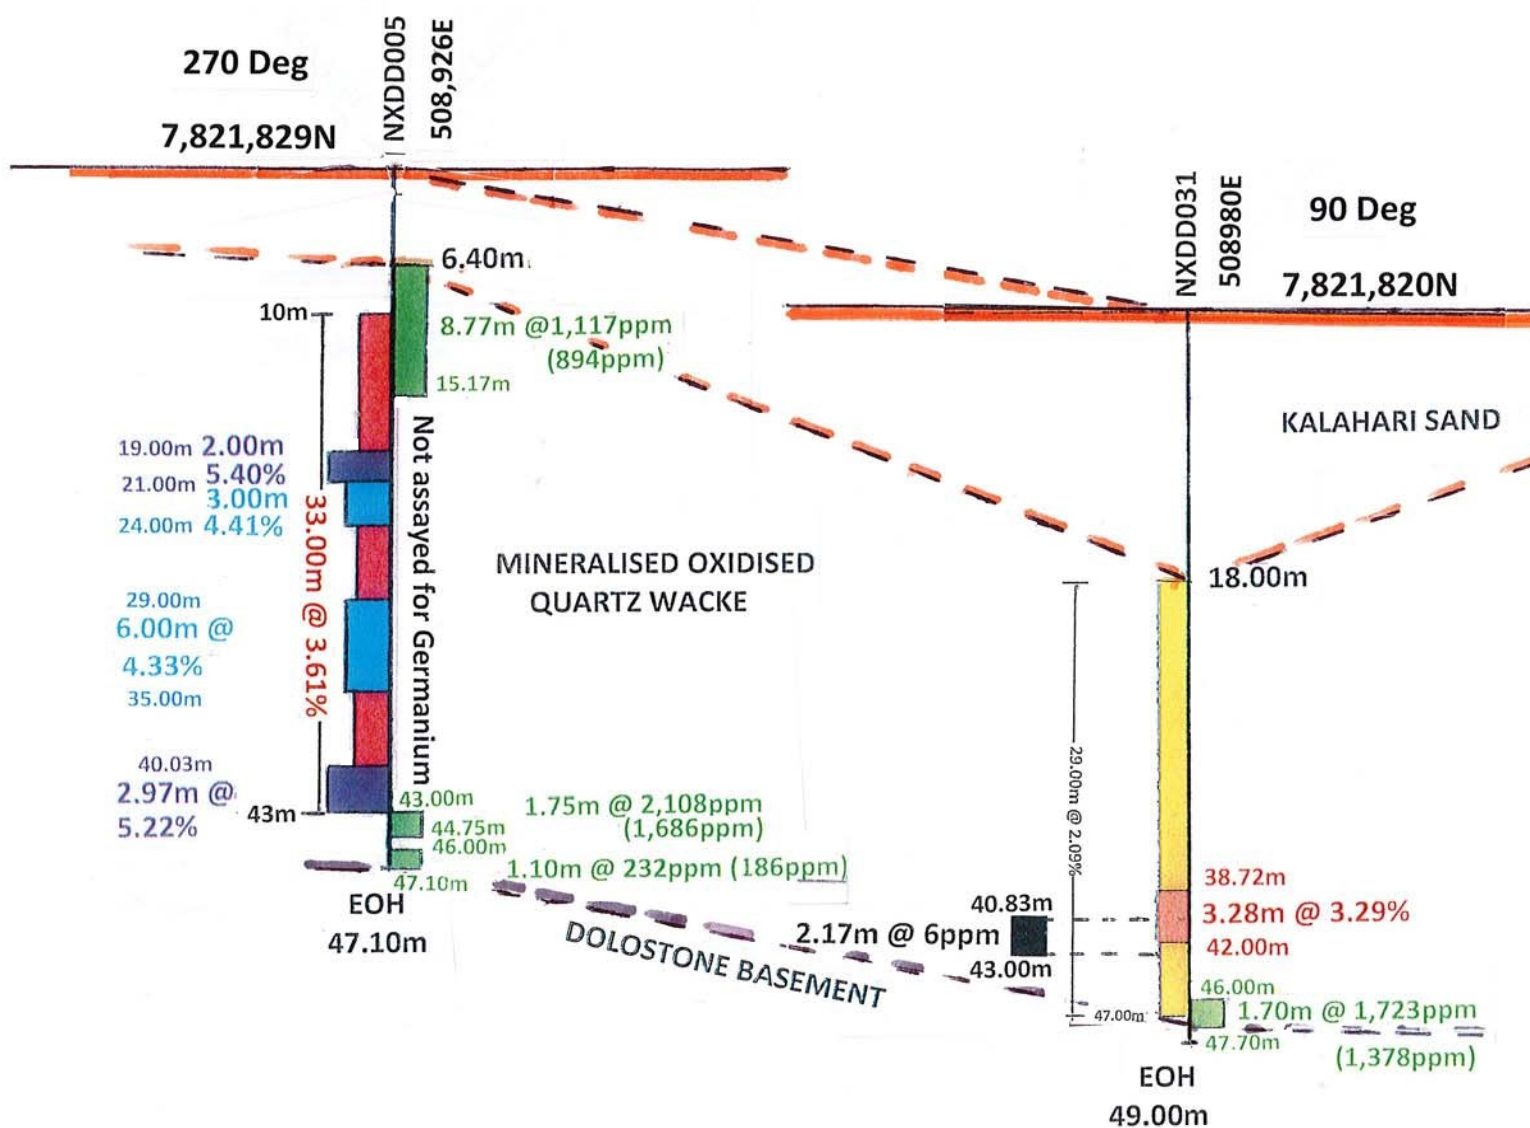 270 Deg
7,821,829N
NXDD005
508,926E
NXDD031
508980E
90 Deg
7,821,820N
6.40m
10m
8.77m @1,117ppm
(894ppm)
15.17m
KALAHARI SAND
19.00m 2.00m
5.40%
21.00m
3.00m
24.00m 4.41%
33.00m @ 3.61%
Not assayed for Germanium
MINERALISED OXIDISED
QUARTZ WACKE
18.00m
29.00m
6.00m @
4.33%
35.00m
40.03m
2.97m @
5.22%
43m
43.00m
44.75m
46.00m
47.10m
1.75m @ 2,108ppm
(1,686ppm)
1.10m @ 232ppm (186ppm)
EOH
47.10m
DOLOSTONE BASEMENT
29.00m @ 2.09%
40.83m
2.17m @ 6ppm
43.00m
47.00m
38.72m
3.28m @ 3.29%
42.00m
46.00m
1.70m @ 1,723ppm
47.70m
(1,378ppm)
EOH
49.00m